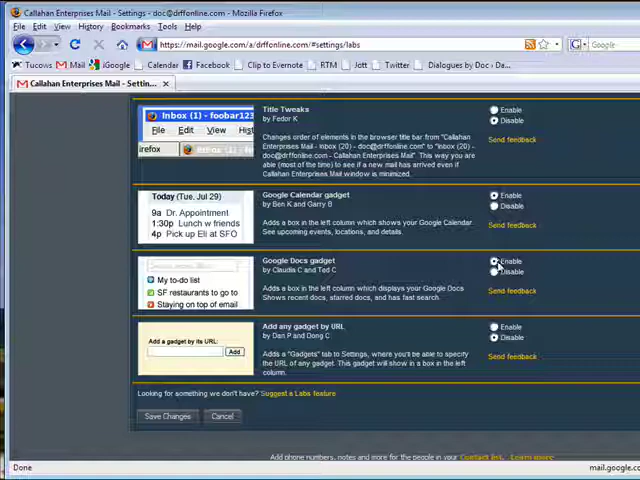 Callahan Enterprises Mail - Settings - doc@drffonline.com - Mozilla Firefox
File Edit View History Bookmarks Tools Help
https://mail.google.com/a/drffonline.com/#settings/labs
Google
Tucows Mail iGoogle Calendar Facebook Clip to Evernote RTM Jott Twitter Dialogues by Doc › Da...
Callahan Enterprises Mail - Settin...
Inbox (1) - foobar123
File Edit View Hist
irefox
Title Tweaks
by Fedor K
Changes order of elements in the browser title bar from "Callahan
Enterprises Mail - Inbox (20) - doc@drffonline.com" to "Inbox (20) -
doc@drffonline.com - Callahan Enterprises Mail". This way you are
able (most of the time) to see if a new mail has arrived even if
Callahan Enterprises Mail window is minimized.
Enable
Disable
Send feedback
Today (Tue, Jul 29)
9a Dr. Appointment
1:30p Lunch w friends
4p Pick up Eli at SFO
Google Calendar gadget
by Ben K and Garry B
Adds a box in the left column which shows your Google Calendar.
See upcoming events, locations, and details.
Enable
Disable
Send feedback
My to-do list
SF restaurants to go to
Staying on top of email
Google Docs gadget
by Claudia C and Ted C
Adds a box in the left column which displays your Google Docs
Shows recent docs, starred docs, and has fast search.
Enable
Disable
Send feedback
Add a gadget by its URL:
Add
Add any gadget by URL
by Dan P and Dong C
Adds a "Gadgets" tab to Settings, where you'll be able to specify
the URL of any gadget. This gadget will show in a box in the left
column.
Enable
Disable
Send feedback
Looking for something we don't have? Suggest a Labs feature
Save Changes Cancel
Add phone numbers, notes and more for the people in your Contact list. Learn more
Done
mail.google.co